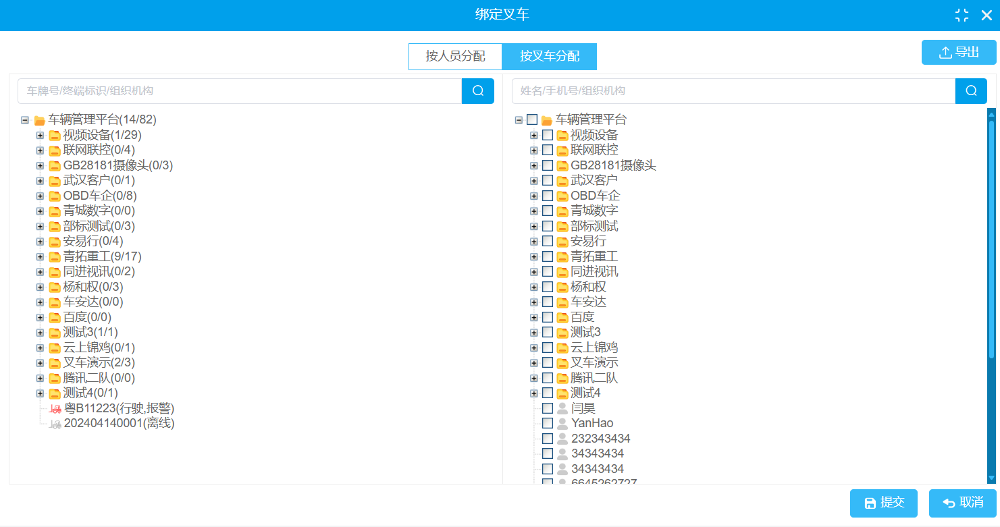 绑定叉车
按人员分配
按叉车分配
导出
车牌号/终端标识/组织机构
车辆管理平台(14/82)
视频设备(1/29)
联网联控(0/4)
GB28181摄像头(0/3)
武汉客户(0/1)
OBD车企(0/8)
青城数字(0/0)
部标测试(0/3)
安易行(0/4)
青拓重工(9/17)
同进视讯(0/2)
杨和权(0/3)
车安达(0/0)
百度(0/0)
测试3(1/1)
云上锦鸡(0/1)
叉车演示(2/3)
腾讯二队(0/0)
测试4(0/1)
粤B11223(行驶,报警)
202404140001(离线)
姓名/手机号/组织机构
车辆管理平台
视频设备
联网联控
GB28181摄像头
武汉客户
OBD车企
青城数字
部标测试
安易行
青拓重工
同进视讯
杨和权
车安达
百度
测试3
云上锦鸡
叉车演示
腾讯二队
测试4
闫昊
YanHao
232343434
34343434
34343434
6645262727
提交
取消